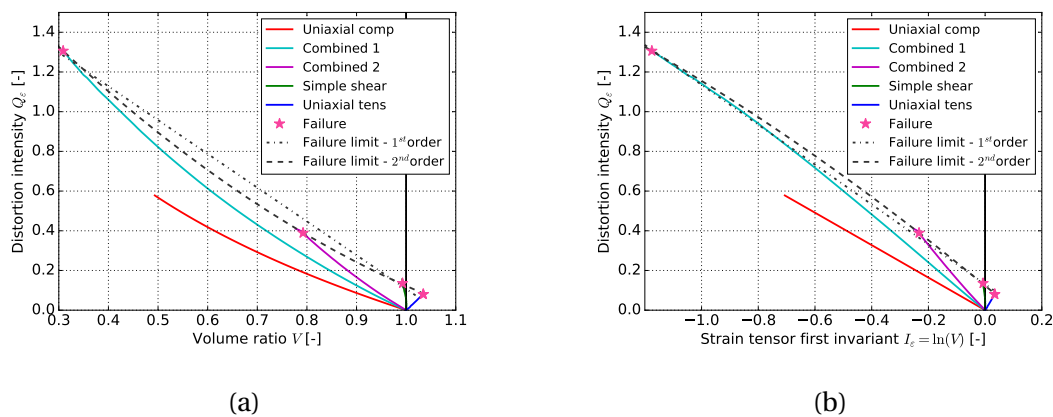 1.4
1.2
1.0
0.8
0.6
0.4
0.2
0.0
Distortion intensity Qε [-]
0.3 0.4 0.5 0.6 0.7 0.8 0.9 1.0 1.1
Volume ratio V [-]
Uniaxial comp
Combined 1
Combined 2
Simple shear
Uniaxial tens
Failure
Failure limit - 1st order
Failure limit - 2nd order
(a)
1.4
1.2
1.0
0.8
0.6
0.4
0.2
0.0
Distortion intensity Qε [-]
−1.0 −0.8 −0.6 −0.4 −0.2 0.0 0.2
Strain tensor first invariant Iε = ln(V) [-]
Uniaxial comp
Combined 1
Combined 2
Simple shear
Uniaxial tens
Failure
Failure limit - 1st order
Failure limit - 2nd order
(b)